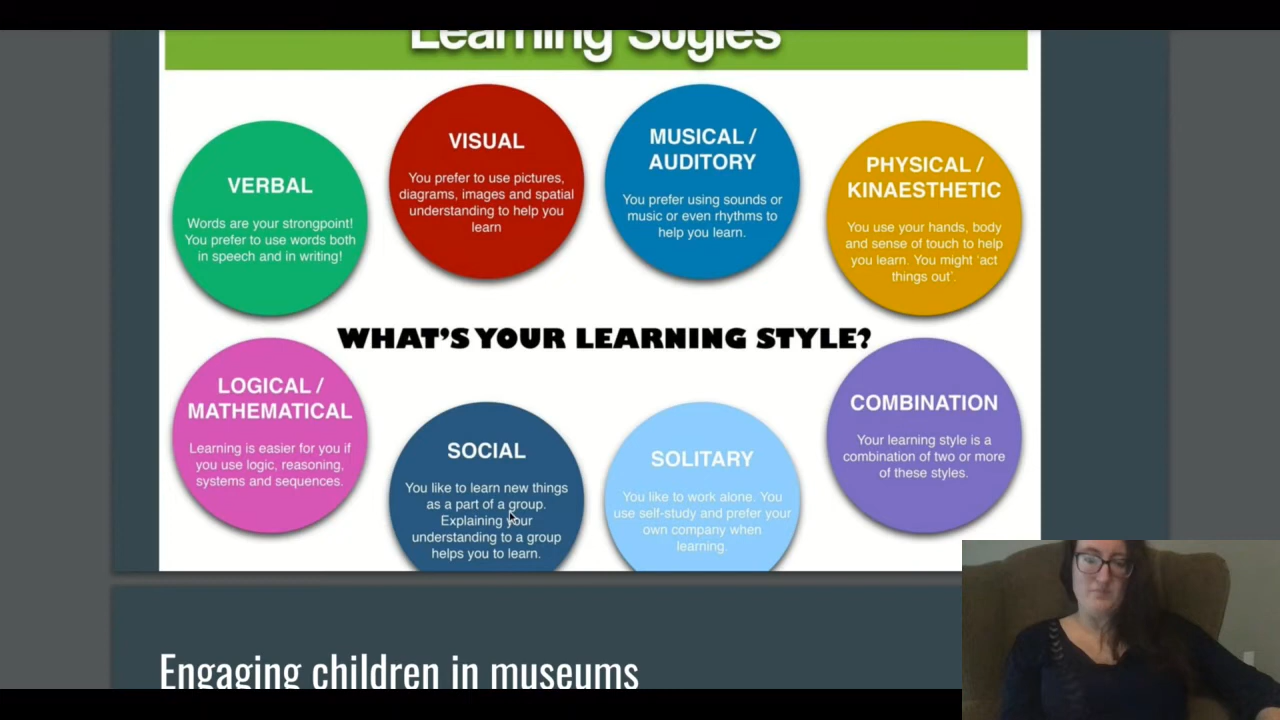 Learning Styles
VERBAL
Words are your strongpoint!
You prefer to use words both
in speech and in writing!
VISUAL
You prefer to use pictures,
diagrams, images and spatial
understanding to help you
learn
MUSICAL /
AUDITORY
You prefer using sounds or
music or even rhythms to
help you learn.
PHYSICAL /
KINAESTHETIC
You use your hands, body
and sense of touch to help
you learn. You might 'act
things out'.
WHAT'S YOUR LEARNING STYLE?
LOGICAL /
MATHEMATICAL
Learning is easier for you if
you use logic, reasoning,
systems and sequences.
SOCIAL
You like to learn new things
as a part of a group.
Explaining your
understanding to a group
helps you to learn.
SOLITARY
You like to work alone. You
use self-study and prefer your
own company when
learning.
COMBINATION
Your learning style is a
combination of two or more
of these styles.
Engaging children in museums